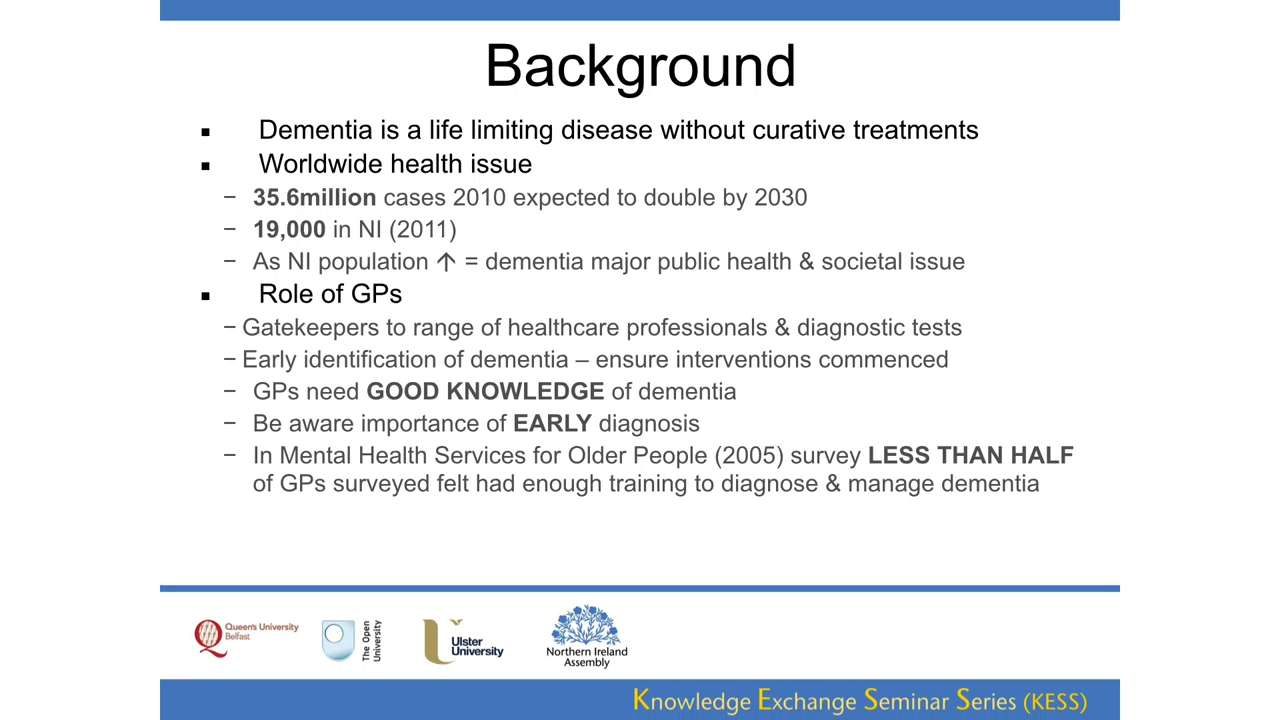 Background
▪ Dementia is a life limiting disease without curative treatments
▪ Worldwide health issue
− 35.6million cases 2010 expected to double by 2030
− 19,000 in NI (2011)
− As NI population ↑ = dementia major public health & societal issue
▪ Role of GPs
− Gatekeepers to range of healthcare professionals & diagnostic tests
− Early identification of dementia – ensure interventions commenced
− GPs need GOOD KNOWLEDGE of dementia
− Be aware importance of EARLY diagnosis
− In Mental Health Services for Older People (2005) survey LESS THAN HALF
of GPs surveyed felt had enough training to diagnose & manage dementia
Queen's University
Belfast
The Open
University
Ulster
University
Northern Ireland
Assembly
Knowledge Exchange Seminar Series (KESS)